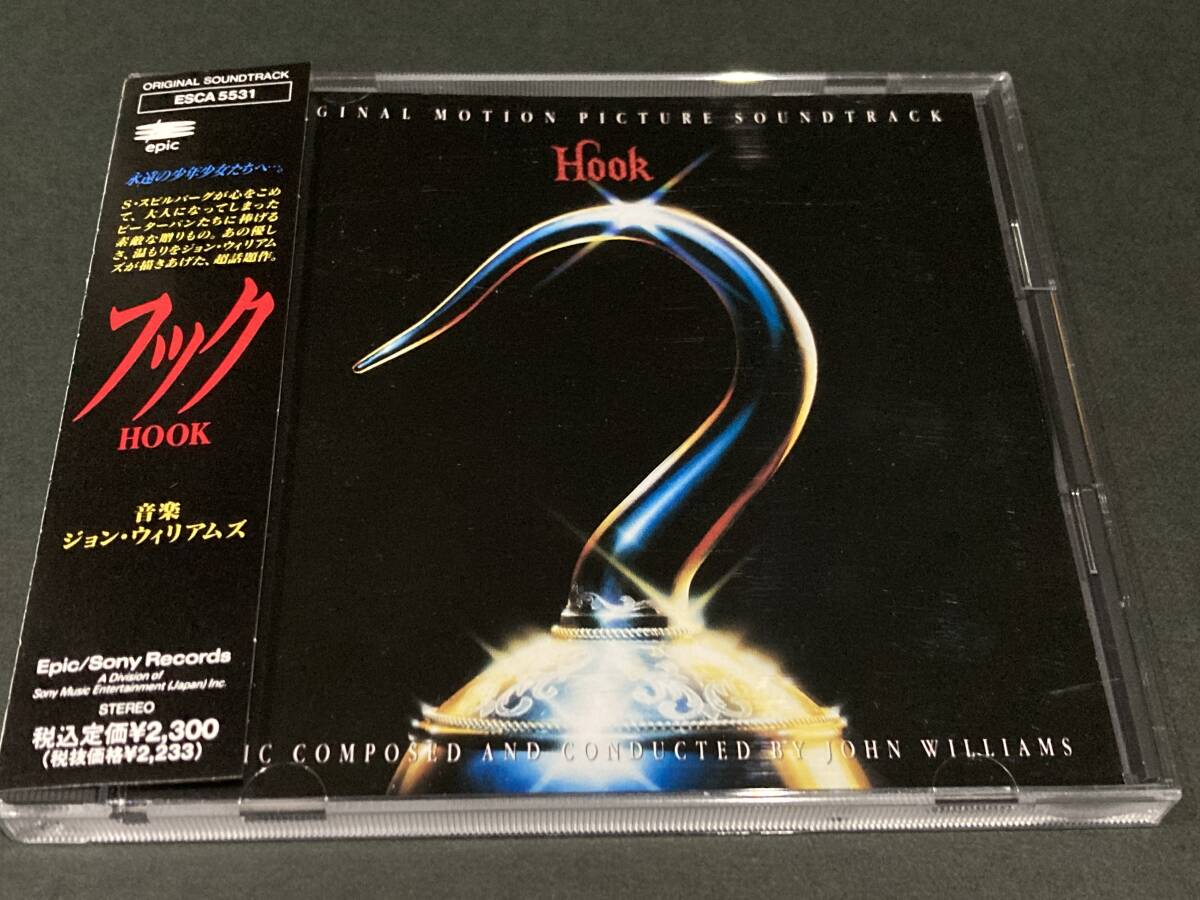 ORIGINAL SOUNDTRACK
ESCA 5531
epic
永遠の少年少女たちへ…。
S・スピルバーグが心をこめ
て、大人になってしまった
ピーターパンたちに捧げる
素敵な贈りもの。あの優し
さ、温もりをジョン・ウィリアム
ズが描きあげた、超話題作。
フック
HOOK
音楽
ジョン・ウィリアムズ
Epic/Sony Records
A Division of
Sony Music Entertainment (Japan) Inc.
STEREO
税込定価¥2,300
(税抜価格¥2,233)
GINAL MOTION PICTURE SOUNDTRACK
Hook
IC COMPOSED AND CONDUCTED BY JOHN WILLIAMS